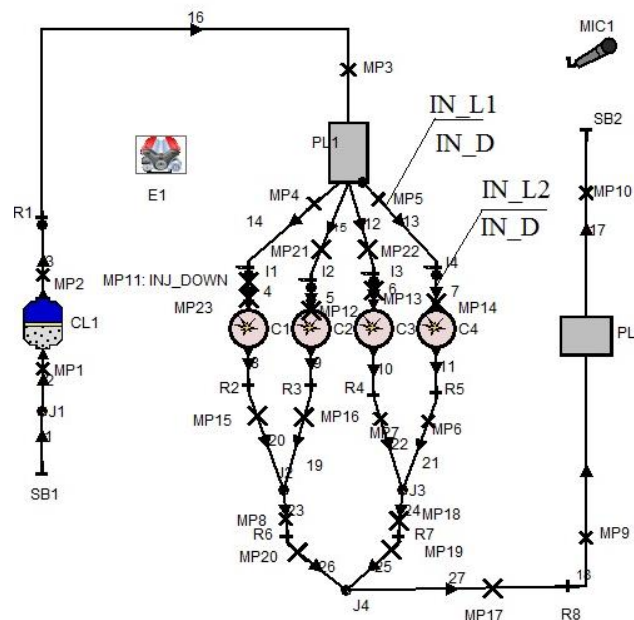 16
MIC1
MP3
IN_L1
SB2
PL1
IN_D
E1
MP4
MP5
IN_L2
MP10
R1
14
15
12
13
IN_D
17
3
MP21
MP22
MP2
I1
I2
I3
I4
MP11: INJ_DOWN
4
5
6
7
MP23
MP12
MP13
MP14
CL1
C1
C2
C3
C4
PL
MP1
2
8
9
10
11
J1
R2
R3
R4
R5
1
MP15
MP16
MP7
MP6
20
19
22
21
SB1
J2
J3
23
24
MP8
MP18
R6
R7
MP9
MP20
MP19
26
25
27
18
J4
MP17
R8